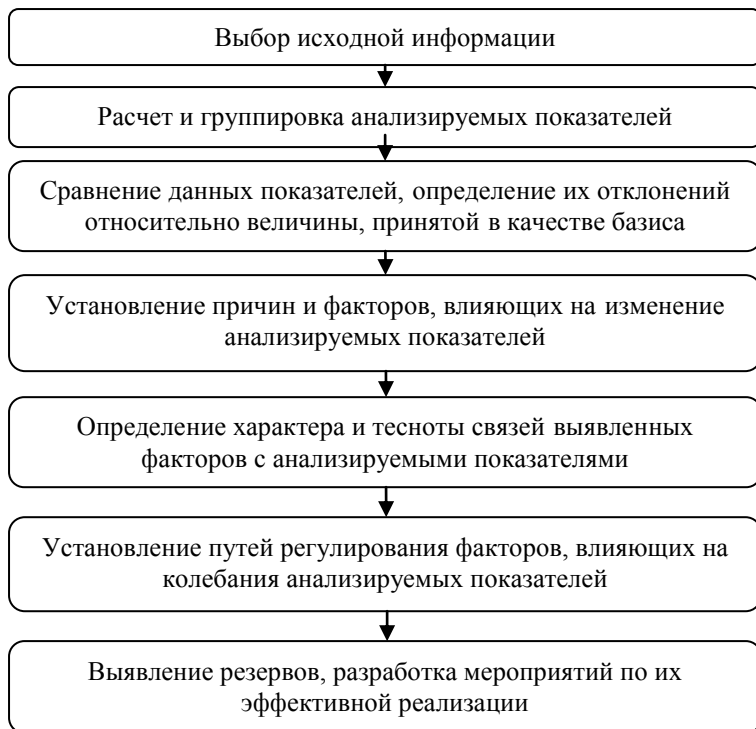 Выбор исходной информации
Расчет и группировка анализируемых показателей
Сравнение данных показателей, определение их отклонений
относительно величины, принятой в качестве базиса
Установление причин и факторов, влияющих на изменение
анализируемых показателей
Определение характера и тесноты связей выявленных
факторов с анализируемыми показателями
Установление путей регулирования факторов, влияющих на
колебания анализируемых показателей
Выявление резервов, разработка мероприятий по их
эффективной реализации